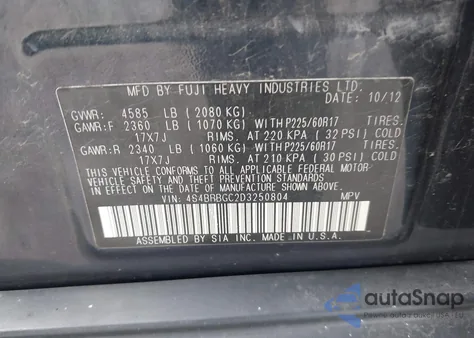 MFD BY FUJI HEAVY INDUSTRIES LTD.
DATE: 10/12
GVWR: 4585 LB (2080 KG)
GAWR:F 2360 LB (1070 KG) WITH P225/60R17 TIRES.
17X7J RIMS. AT 220 KPA (32 PSI) COLD
GAWR:R 2340 LB (1060 KG) WITH P225/60R17 TIRES.
17X7J RIMS. AT 210 KPA (30 PSI) COLD
THIS VEHICLE CONFORMS TO ALL APPLICABLE FEDERAL MOTOR
VEHICLE SAFETY STANDARDS
IN EFFECT ON THE DATE OF MANUFACTURE SHOWN ABOVE.
VIN: 4S4BRBGC2D3250804 MPV
ASSEMBLED BY SIA INC. MADE IN U.S.A.
autaSnap